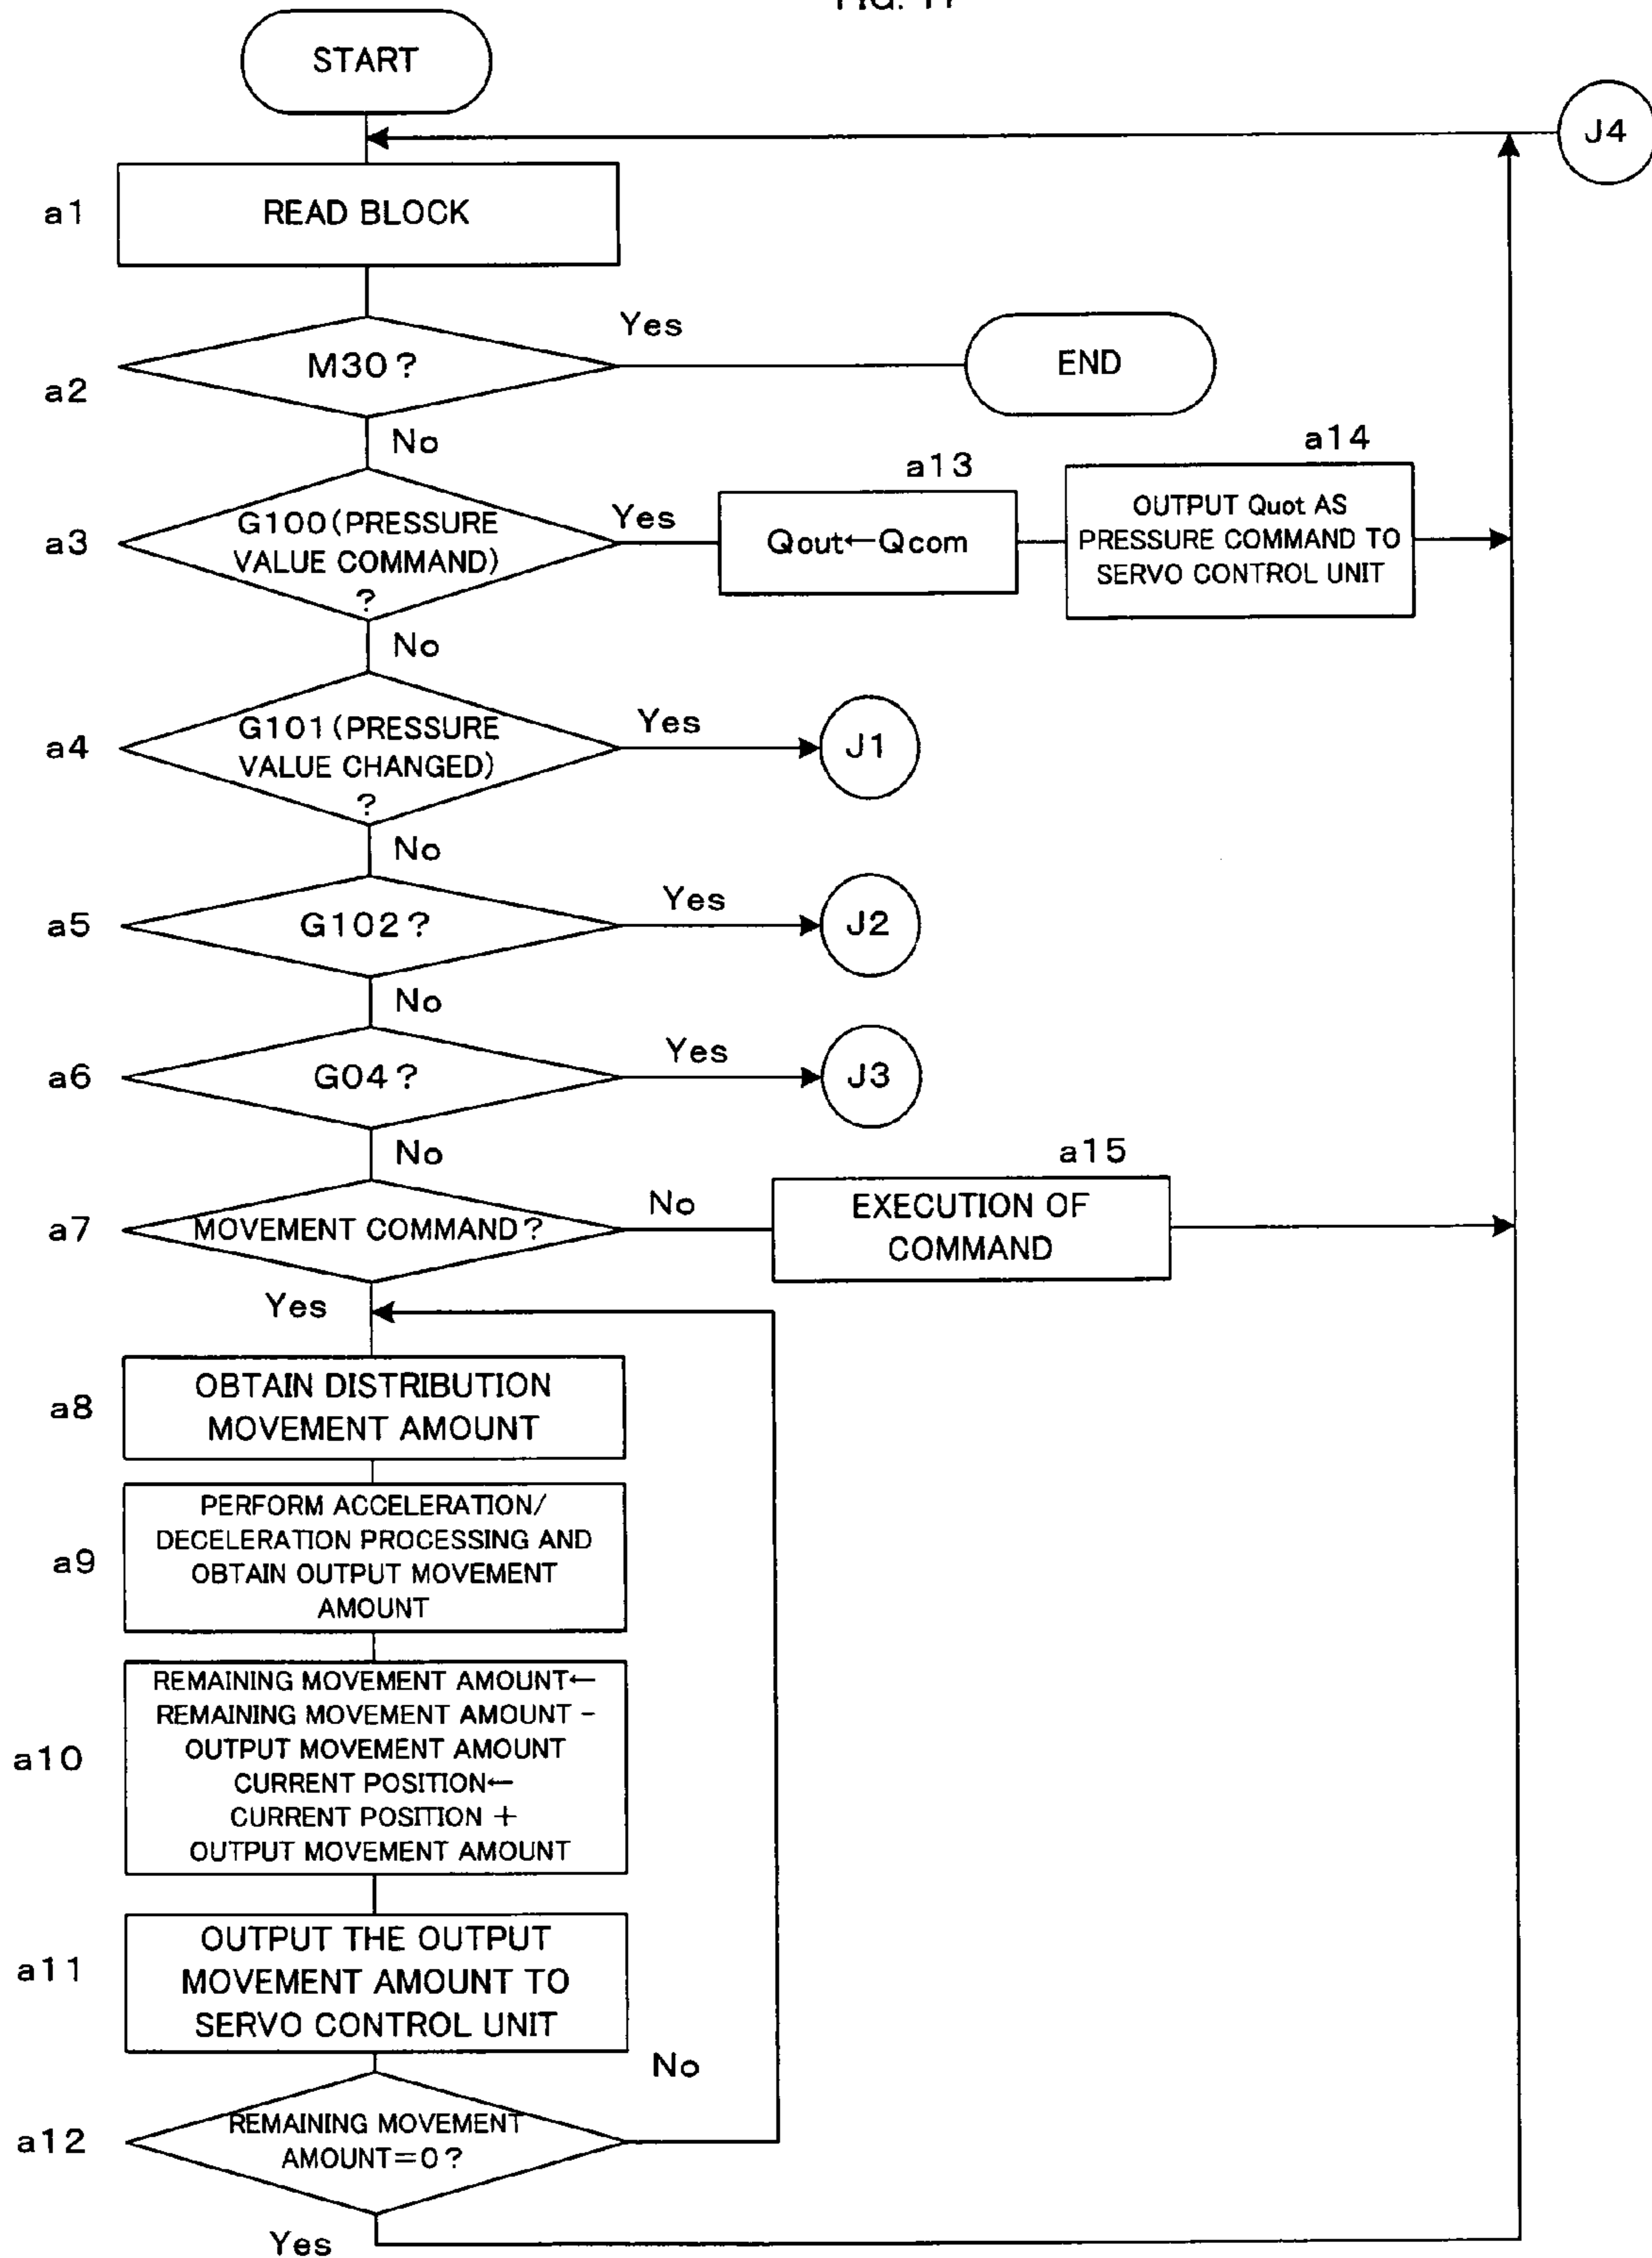 START
J4
a1
READ BLOCK
Yes
M30?
END
a2
No
a14
a13
G100(PRESSURE
VALUE COMMAND)
?
Yes
a3
Qout←Qcom
OUTPUT Quot AS
PRESSURE COMMAND TO
SERVO CONTROL UNIT
No
G101(PRESSURE
VALUE CHANGED)
?
Yes
a4
J1
No
Yes
a5
G102?
J2
No
Yes
a6
G04?
J3
No
a15
No
a7
MOVEMENT COMMAND?
EXECUTION OF
COMMAND
Yes
a8
OBTAIN DISTRIBUTION
MOVEMENT AMOUNT
a9
PERFORM ACCELERATION/
DECELERATION PROCESSING AND
OBTAIN OUTPUT MOVEMENT
AMOUNT
a10
REMAINING MOVEMENT AMOUNT←
REMAINING MOVEMENT AMOUNT -
OUTPUT MOVEMENT AMOUNT
CURRENT POSITION←
CURRENT POSITION +
OUTPUT MOVEMENT AMOUNT
a11
OUTPUT THE OUTPUT
MOVEMENT AMOUNT TO
SERVO CONTROL UNIT
No
a12
REMAINING MOVEMENT
AMOUNT=0?
Yes